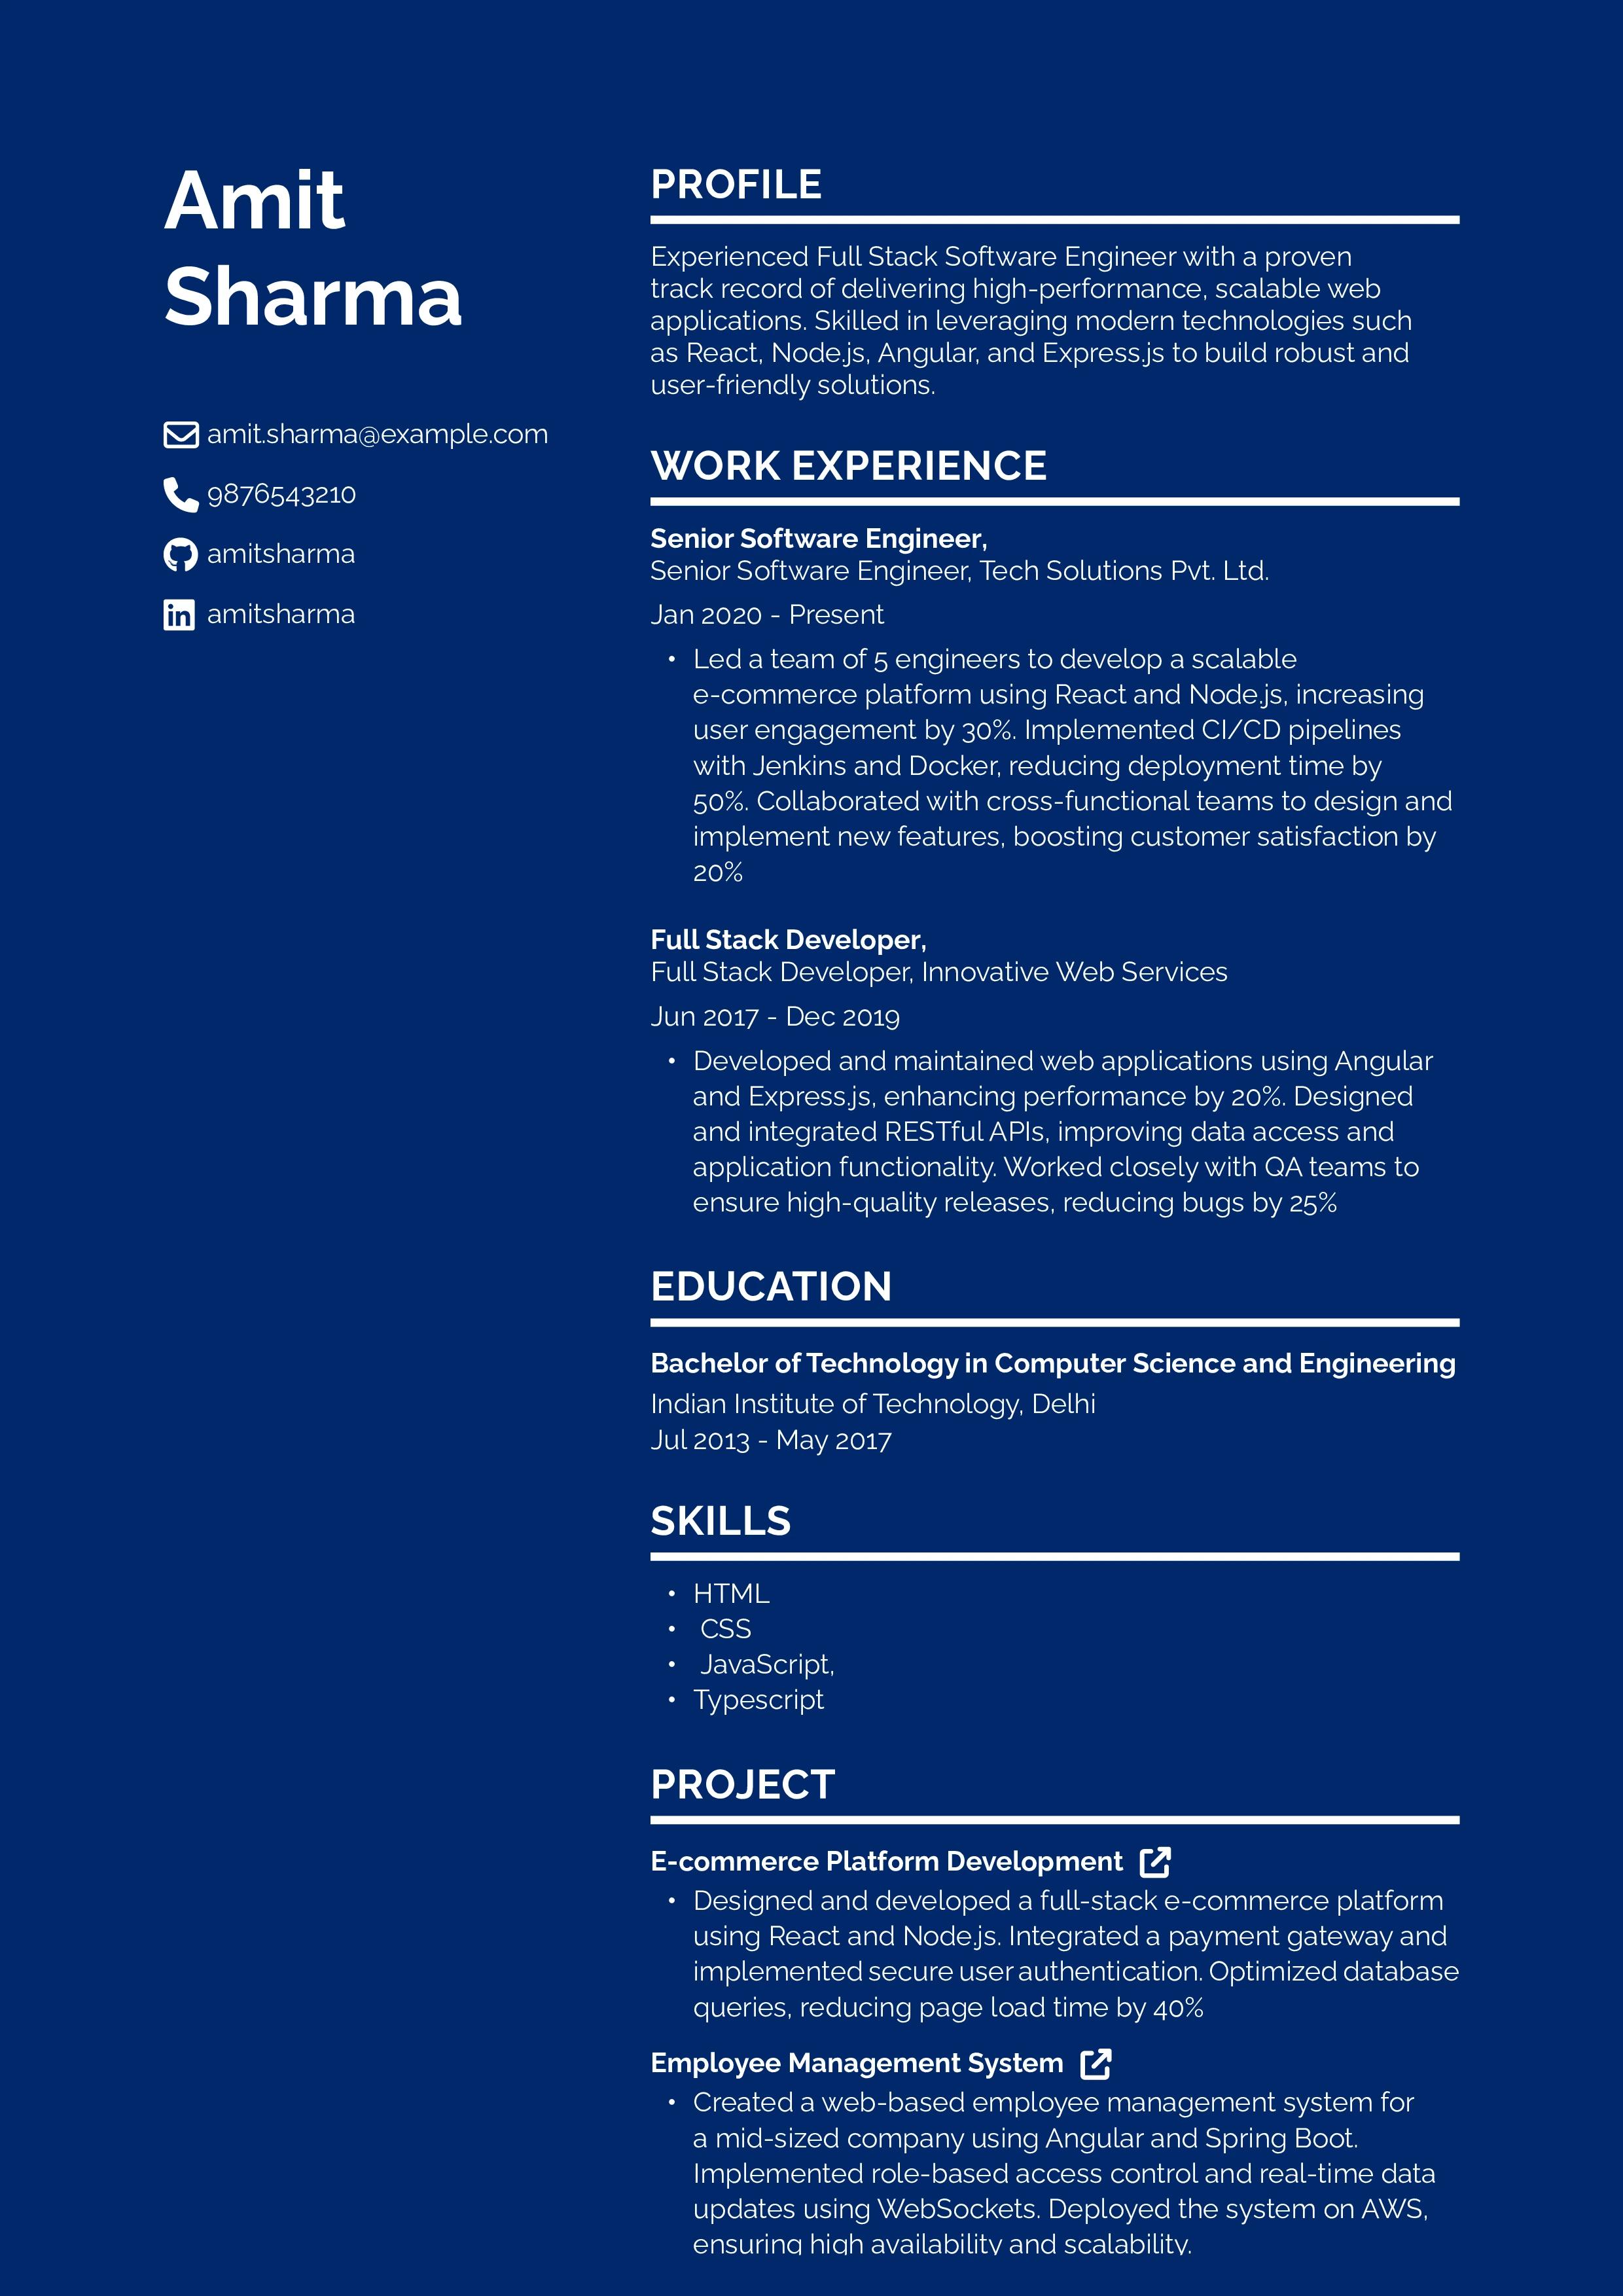 Amit
Sharma
amit.sharma@example.com
9876543210
amitsharma
amitsharma
PROFILE
Experienced Full Stack Software Engineer with a proven
track record of delivering high-performance, scalable web
applications. Skilled in leveraging modern technologies such
as React, Node.js, Angular, and Express.js to build robust and
user-friendly solutions.
WORK EXPERIENCE
Senior Software Engineer,
Senior Software Engineer, Tech Solutions Pvt. Ltd.
Jan 2020 - Present
• Led a team of 5 engineers to develop a scalable
e-commerce platform using React and Node.js, increasing
user engagement by 30%. Implemented CI/CD pipelines
with Jenkins and Docker, reducing deployment time by
50%. Collaborated with cross-functional teams to design and
implement new features, boosting customer satisfaction by
20%
Full Stack Developer,
Full Stack Developer, Innovative Web Services
Jun 2017 - Dec 2019
• Developed and maintained web applications using Angular
and Express.js, enhancing performance by 20%. Designed
and integrated RESTful APIs, improving data access and
application functionality. Worked closely with QA teams to
ensure high-quality releases, reducing bugs by 25%
EDUCATION
Bachelor of Technology in Computer Science and Engineering
Indian Institute of Technology, Delhi
Jul 2013 - May 2017
SKILLS
• HTML
• CSS
• JavaScript,
• Typescript
PROJECT
E-commerce Platform Development
• Designed and developed a full-stack e-commerce platform
using React and Node.js. Integrated a payment gateway and
implemented secure user authentication. Optimized database
queries, reducing page load time by 40%
Employee Management System
• Created a web-based employee management system for
a mid-sized company using Angular and Spring Boot.
Implemented role-based access control and real-time data
updates using WebSockets. Deployed the system on AWS,
ensuring high availability and scalability.